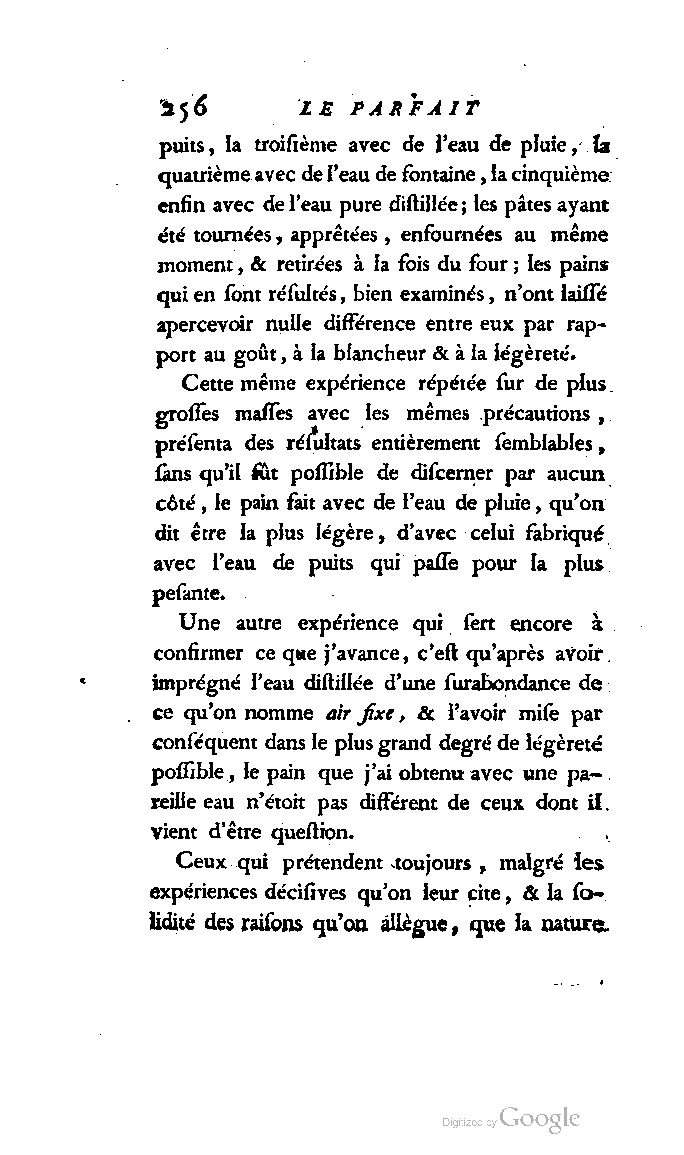 256 LE PARFAIT
puits, la troiſième avec de l'eau de pluie, la
quatrième avec de l'eau de fontaine, la cinquième
enfin avec de l'eau pure diſtillée; les pâtes ayant
été tournées, apprêtées, enfournées au même
moment, & retirées à la fois du four; les pains
qui en ſont réſultés, bien examinés, n'ont laiſſé
apercevoir nulle différence entre eux par rap-
port au goût, à la blancheur & à la légèreté.
Cette même expérience répétée ſur de plus
groſſes maſſes avec les mêmes précautions,
préſenta des réſultats entièrement ſemblables,
ſans qu'il fût poſſible de diſcerner par aucun
côté, le pain fait avec de l'eau de pluie, qu'on
dit être la plus légère, d'avec celui fabriqué
avec l'eau de puits qui paſſe pour la plus
peſante.
Une autre expérience qui ſert encore à
confirmer ce que j'avance, c'eſt qu'après avoir
imprégné l'eau diſtillée d'une ſurabondance de
ce qu'on nomme air fixe, & l'avoir miſe par
conſéquent dans le plus grand degré de légèreté
poſſible, le pain que j'ai obtenu avec une pa-
reille eau n'étoit pas différent de ceux dont il
vient d'être queſtion.
Ceux qui prétendent toujours, malgré les
expériences déciſives qu'on leur cite, & la ſo-
lidité des raiſons qu'on allègue, que la nature
Digitized by Google